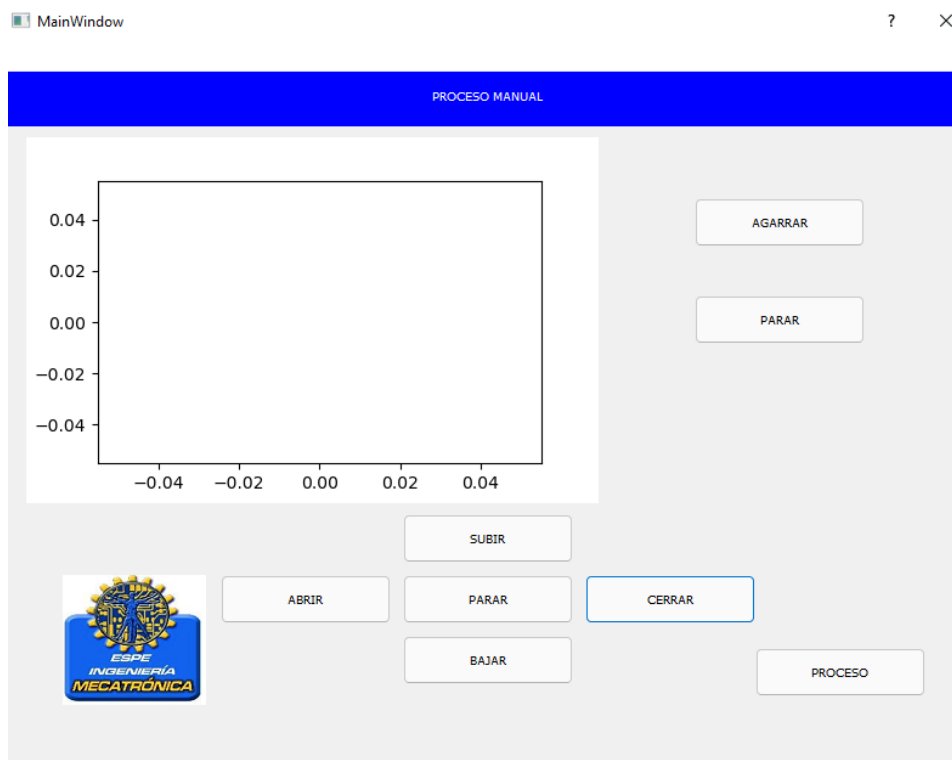 MainWindow
?
PROCESO MANUAL
0.04
0.02
0.00
−0.02
−0.04
−0.04 −0.02 0.00 0.02 0.04
AGARRAR
PARAR
SUBIR
ABRIR PARAR CERRAR
BAJAR
PROCESO
ESPE
INGENIERÍA
MECATRÓNICA